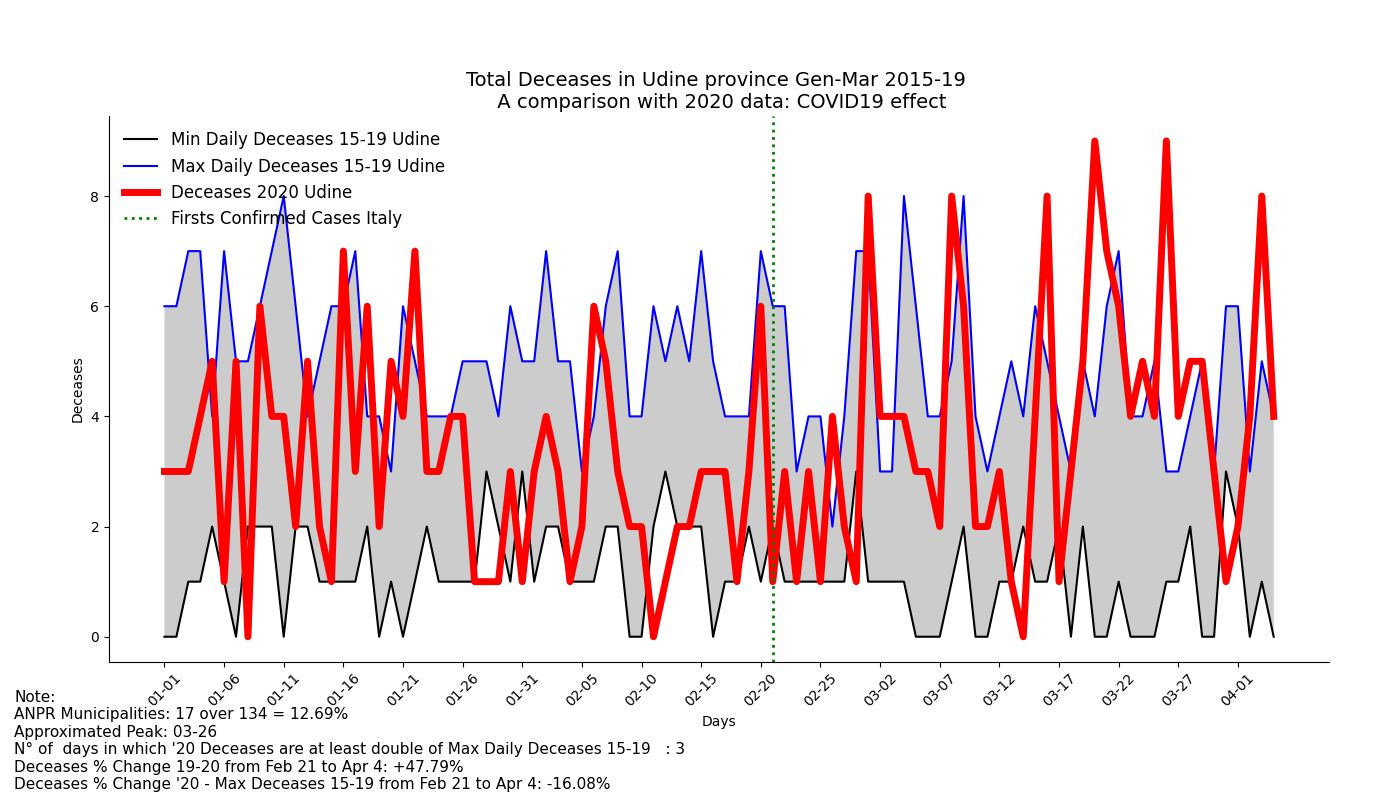 Total Deceases in Udine province Gen-Mar 2015-19
A comparison with 2020 data: COVID19 effect
Min Daily Deceases 15-19 Udine
Max Daily Deceases 15-19 Udine
Deceases 2020 Udine
Firsts Confirmed Cases Italy
Deceases
8
6
4
2
0
01-01 01-06 01-11 01-16 01-21 01-26 01-31 02-05 02-10 02-15 02-20 02-25 03-02 03-07 03-12 03-17 03-22 03-27 04-01
Days
Note:
ANPR Municipalities: 17 over 134 = 12.69%
Approximated Peak: 03-26
N° of  days in which '20 Deceases are at least double of Max Daily Deceases 15-19   : 3
Deceases % Change 19-20 from Feb 21 to Apr 4: +47.79%
Deceases % Change '20 - Max Deceases 15-19 from Feb 21 to Apr 4: -16.08%